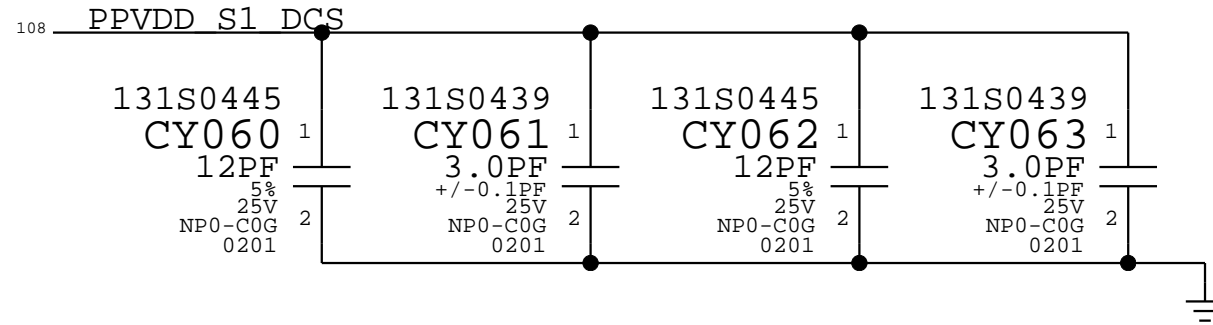 108 PPVDD_S1_DCS
131S0445
CY060
1
12PF
5%
25V
NP0-C0G
0201
2
131S0439
CY061
1
3.0PF
+/-0.1PF
25V
NP0-C0G
0201
2
131S0445
CY062
1
12PF
5%
25V
NP0-C0G
0201
2
131S0439
CY063
1
3.0PF
+/-0.1PF
25V
NP0-C0G
0201
2